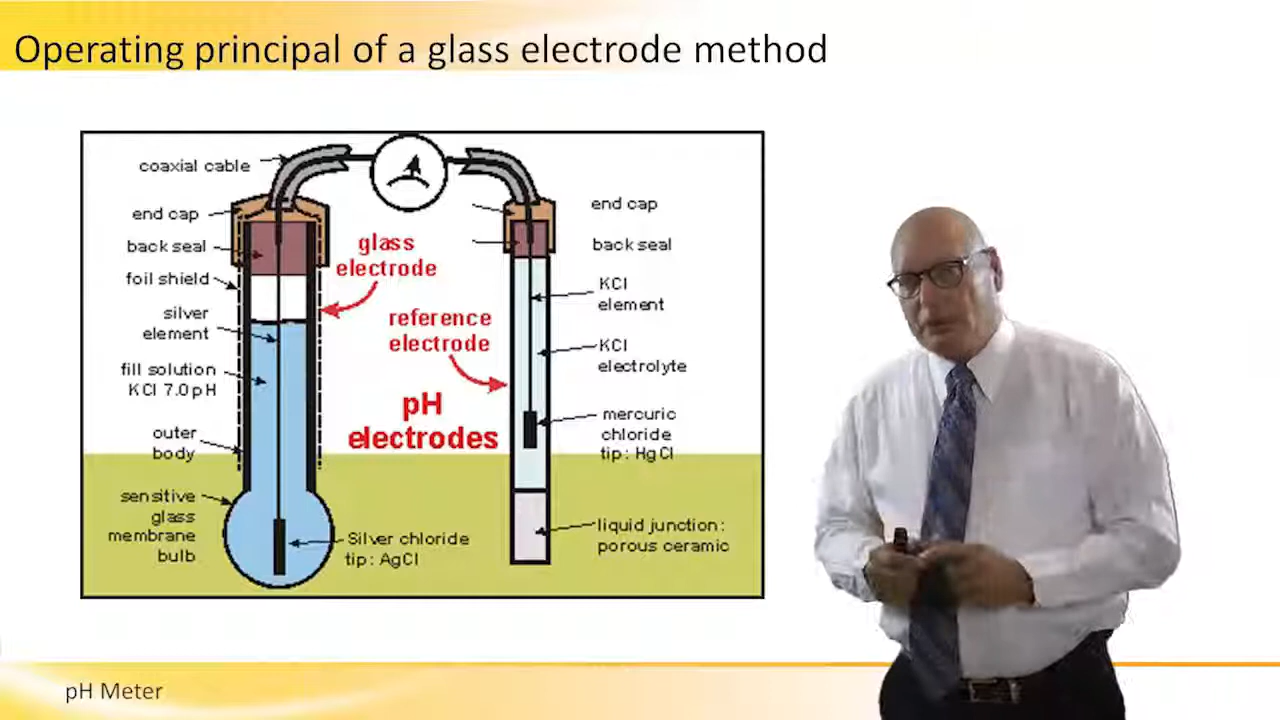 Operating principal of a glass electrode method
coaxial cable
end cap
back seal
foil shield
silver
element
fill solution
KCl 7.0 pH
outer
body
sensitive
glass
membrane
bulb
glass
electrode
reference
electrode
pH
electrodes
Silver chloride
tip: AgCl
end cap
back seal
KCl
element
KCl
electrolyte
mercuric
chloride
tip: HgCl
liquid junction:
porous ceramic
pH Meter